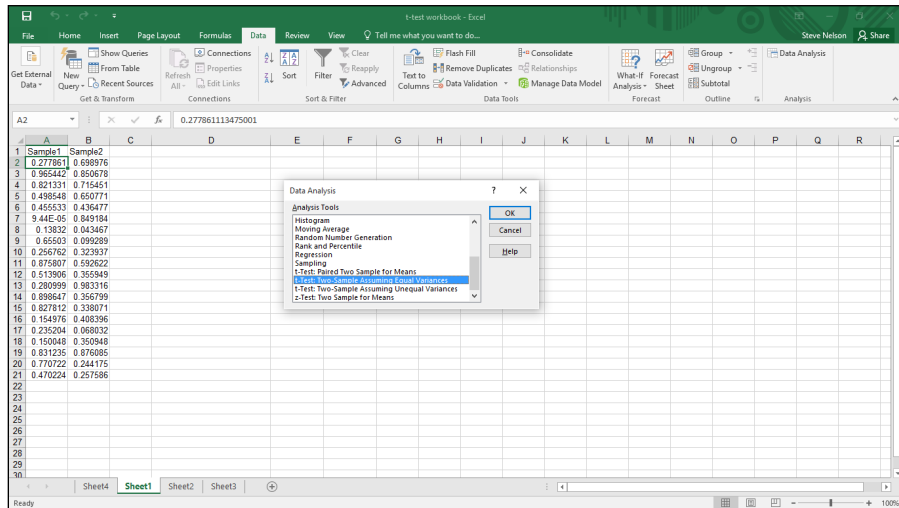 t-test workbook - Excel
File Home Insert Page Layout Formulas Data Review View Tell me what you want to do... Steve Nelson Share
Get External Data
New Query
Show Queries
From Table
Recent Sources
Get & Transform
Refresh All
Connections
Properties
Edit Links
Connections
Sort
Filter
Clear
Reapply
Advanced
Sort & Filter
Text to Columns
Flash Fill
Remove Duplicates
Data Validation
Consolidate
Relationships
Manage Data Model
Data Tools
What-If Analysis
Forecast Sheet
Forecast
Group
Ungroup
Subtotal
Outline
Data Analysis
Analysis
A2 fx 0.277861113475001
A B C D E F G H I J K L M N O P Q R
1 Sample1 Sample2
2 0.277861 0.698976
3 0.965442 0.850678
4 0.821331 0.715451
5 0.498548 0.650771
6 0.455533 0.436477
7 9.44E-05 0.849184
8 0.13832 0.043467
9 0.65503 0.099289
10 0.256762 0.323937
11 0.875807 0.592622
12 0.513906 0.355949
13 0.280999 0.983316
14 0.898647 0.356799
15 0.827812 0.338071
16 0.154976 0.408396
17 0.235204 0.068032
18 0.150048 0.350948
19 0.831235 0.876085
20 0.770722 0.244175
21 0.470224 0.257586
22
23
24
25
26
27
28
29
30
Data Analysis ? X
Analysis Tools
Histogram
Moving Average
Random Number Generation
Rank and Percentile
Regression
Sampling
t-Test: Paired Two Sample for Means
t-Test: Two-Sample Assuming Equal Variances
t-Test: Two-Sample Assuming Unequal Variances
z-Test: Two Sample for Means
OK
Cancel
Help
Sheet4 Sheet1 Sheet2 Sheet3
Ready 100%